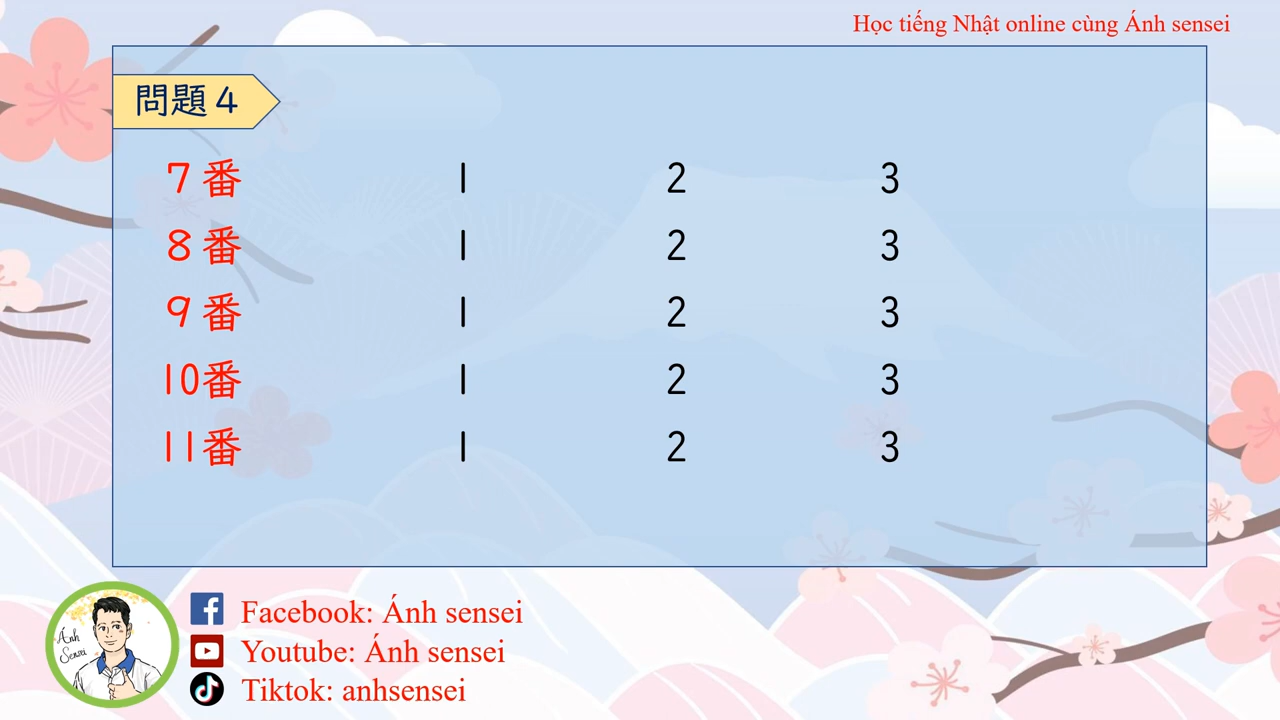 Học tiếng Nhật online cùng Ánh sensei
問題４
7番 1 2 3
8番 1 2 3
9番 1 2 3
10番 1 2 3
11番 1 2 3
Ánh Sensei
Facebook: Ánh sensei
Youtube: Ánh sensei
Tiktok: anhsensei